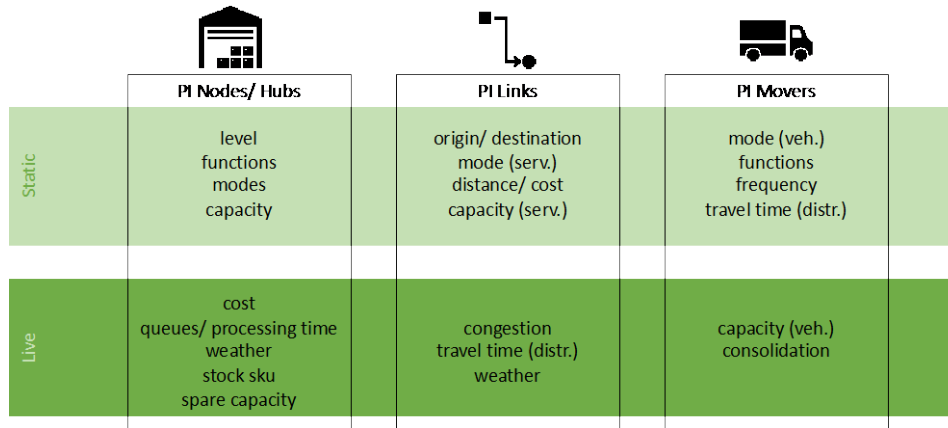 PI Nodes/ Hubs
PI Links
PI Movers
Static
level
functions
modes
capacity
origin/ destination
mode (serv.)
distance/ cost
capacity (serv.)
mode (veh.)
functions
frequency
travel time (distr.)
Live
cost
queues/ processing time
weather
stock sku
spare capacity
congestion
travel time (distr.)
weather
capacity (veh.)
consolidation